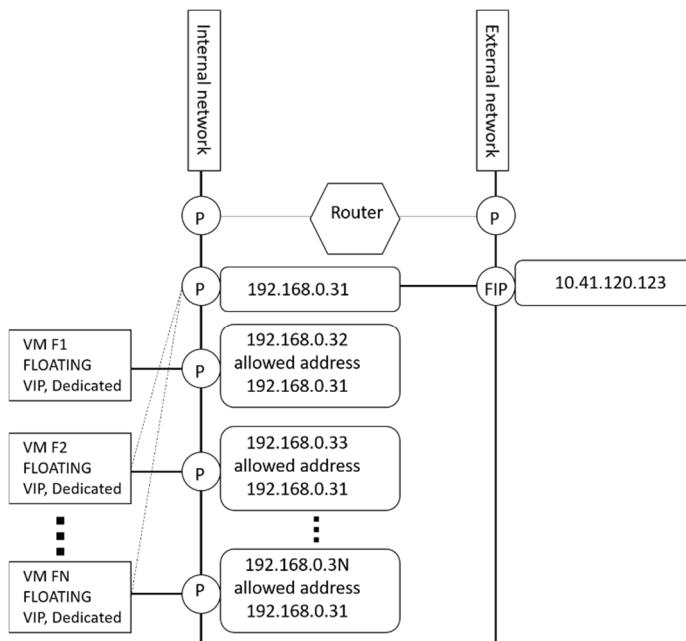 Internal network
External network
P
Router
P
P
192.168.0.31
FIP
10.41.120.123
VM F1
FLOATING
VIP, Dedicated
P
192.168.0.32
allowed address
192.168.0.31
VM F2
FLOATING
VIP, Dedicated
P
192.168.0.33
allowed address
192.168.0.31
VM FN
FLOATING
VIP, Dedicated
P
192.168.0.3N
allowed address
192.168.0.31